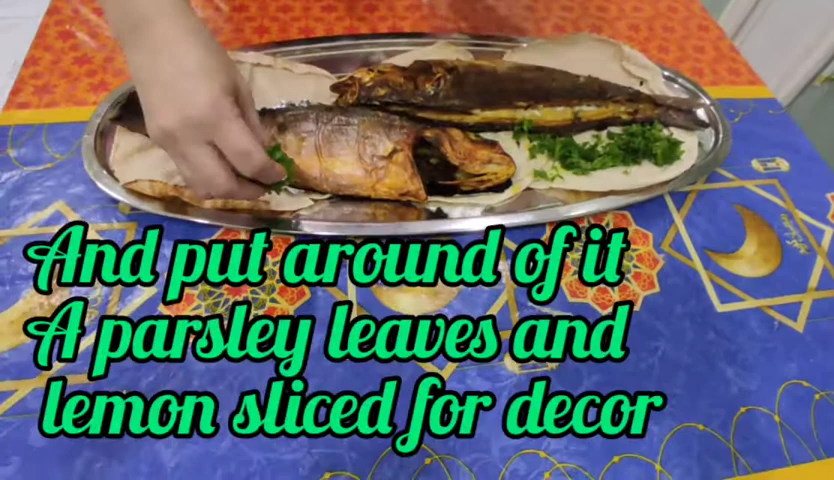 And put around of it
A parsley leaves and
lemon sliced for decor